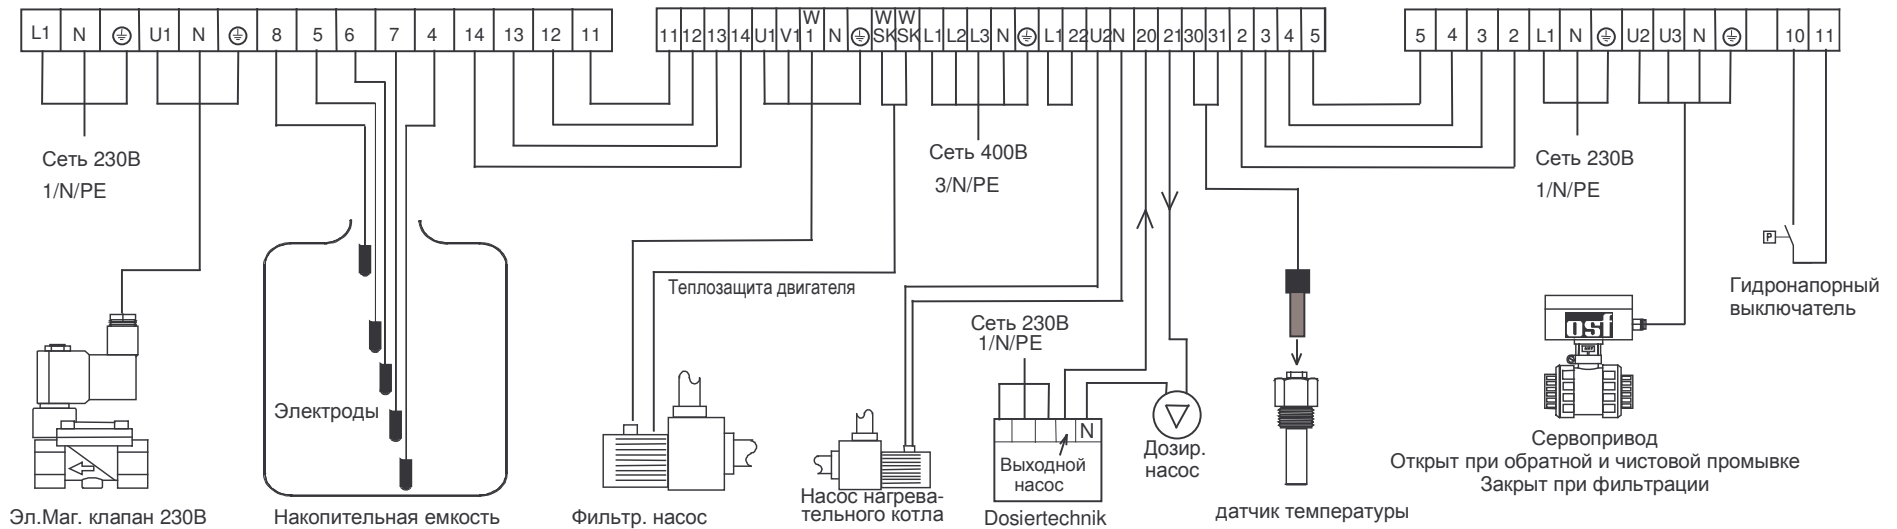 L1 N U1 N 8 5 6 7 4 14 13 12 11
11 12 13 14 U1 V1 W1 N W SK W SK L1 L2 L3 N L1 22 U2 N 20 21 30 31 2 3 4 5
5 4 3 2 L1 N U2 U3 N 10 11
Сеть 230В
1/N/PE
Сеть 400В
3/N/PE
Сеть 230В
1/N/PE
P
Гидронапорный
выключатель
Теплозащита двигателя
Сеть 230В
1/N/PE
osf
Электроды
N
Выходной
насос
Дозир.
насос
Сервопривод
Открыт при обратной и чистовой промывке
Закрыт при фильтрации
Эл.Маг. клапан 230В
Накопительная емкость
Фильтр. насос
Насос нагрева-
тельного котла
Dosiertechnik
датчик температуры